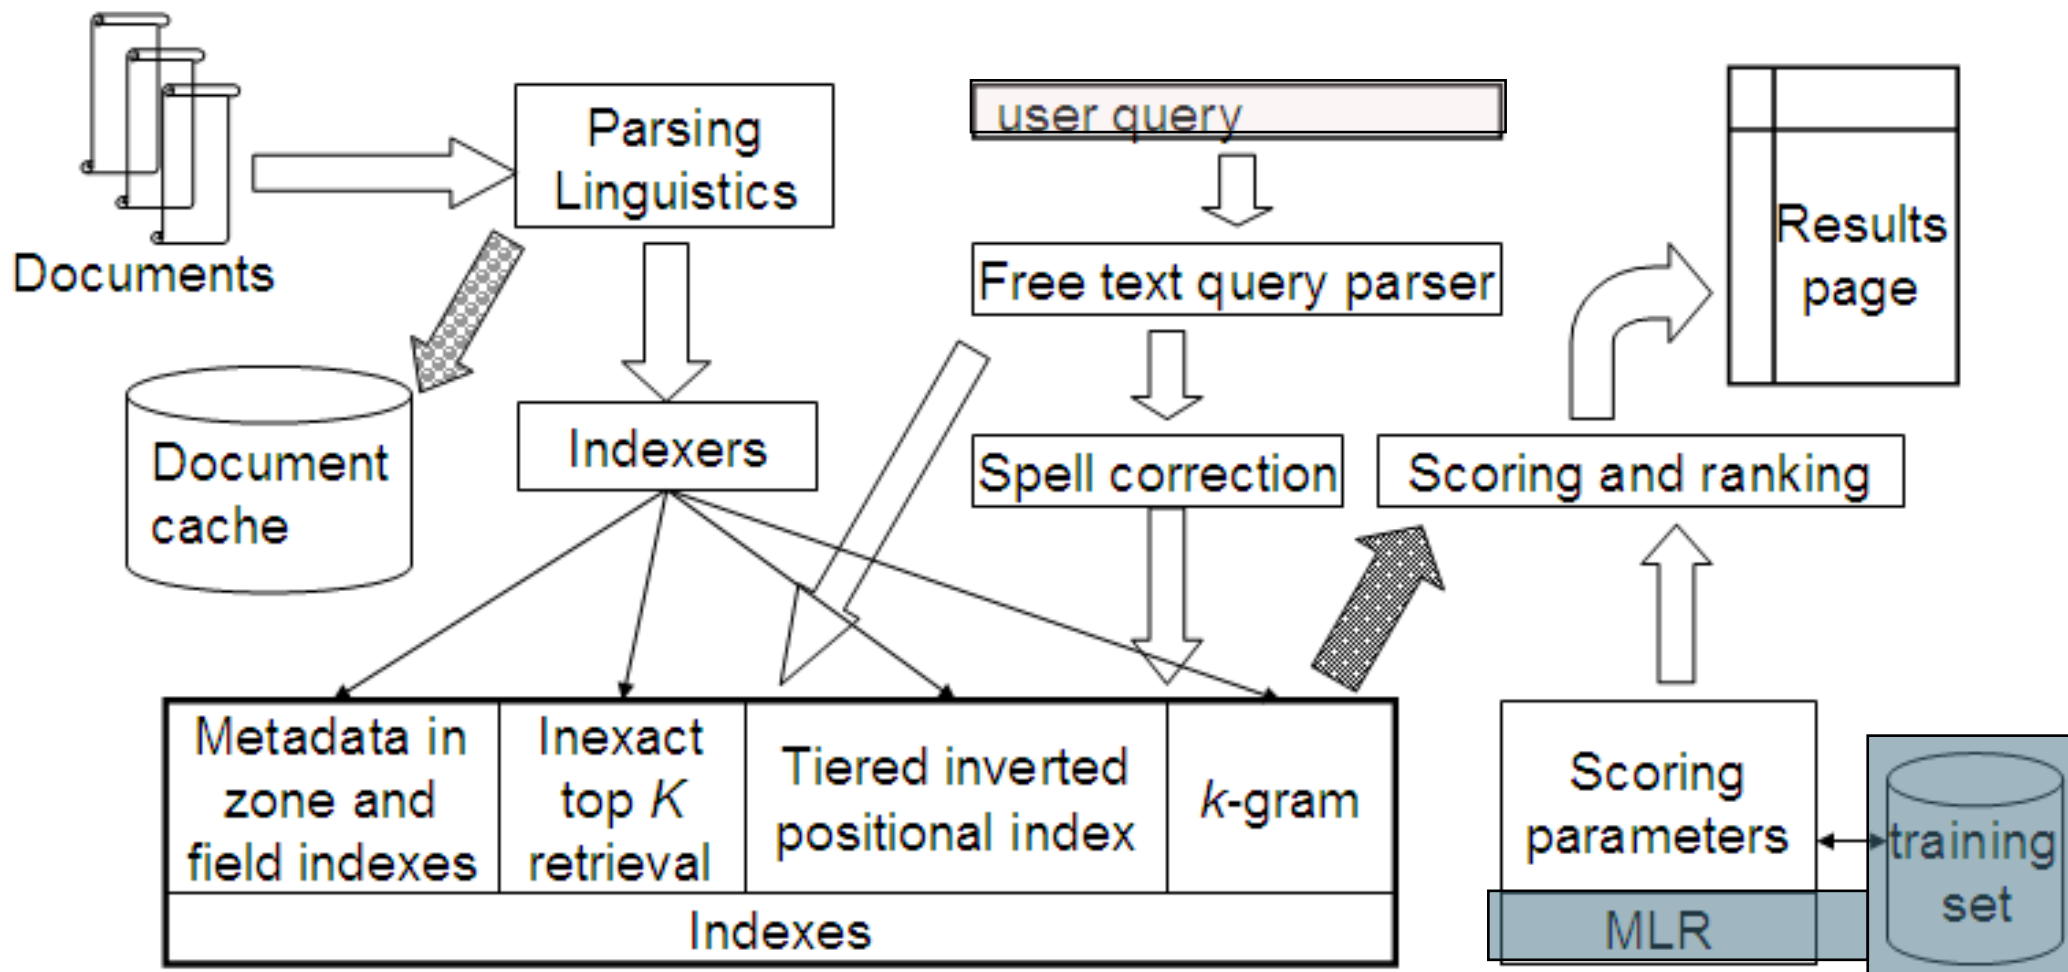 Documents
Parsing
Linguistics
user query
Free text query parser
Results
page
Document
cache
Indexers
Spell correction
Scoring and ranking
Metadata in
zone and
field indexes
Inexact
top K
retrieval
Tiered inverted
positional index
k-gram
Indexes
Scoring
parameters
MLR
training
set